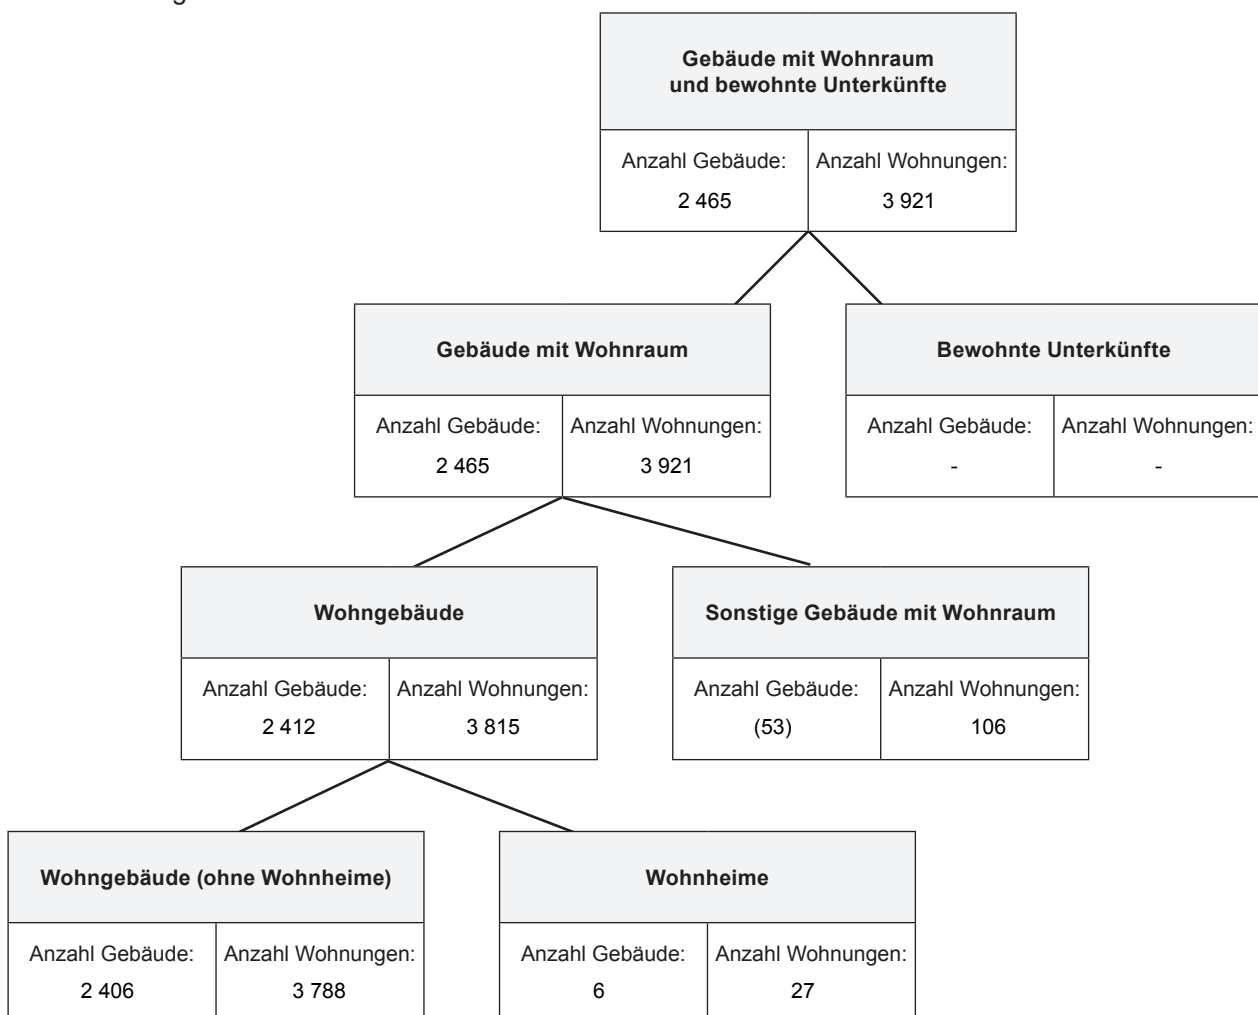 Gebäude mit Wohnraum
und bewohnte Unterkünfte
Anzahl Gebäude: Anzahl Wohnungen:
2 465 3 921
Gebäude mit Wohnraum
Anzahl Gebäude: Anzahl Wohnungen:
2 465 3 921
Bewohnte Unterkünfte
Anzahl Gebäude: Anzahl Wohnungen:
- -
Wohngebäude
Anzahl Gebäude: Anzahl Wohnungen:
2 412 3 815
Sonstige Gebäude mit Wohnraum
Anzahl Gebäude: Anzahl Wohnungen:
(53) 106
Wohngebäude (ohne Wohnheime)
Anzahl Gebäude: Anzahl Wohnungen:
2 406 3 788
Wohnheime
Anzahl Gebäude: Anzahl Wohnungen:
6 27